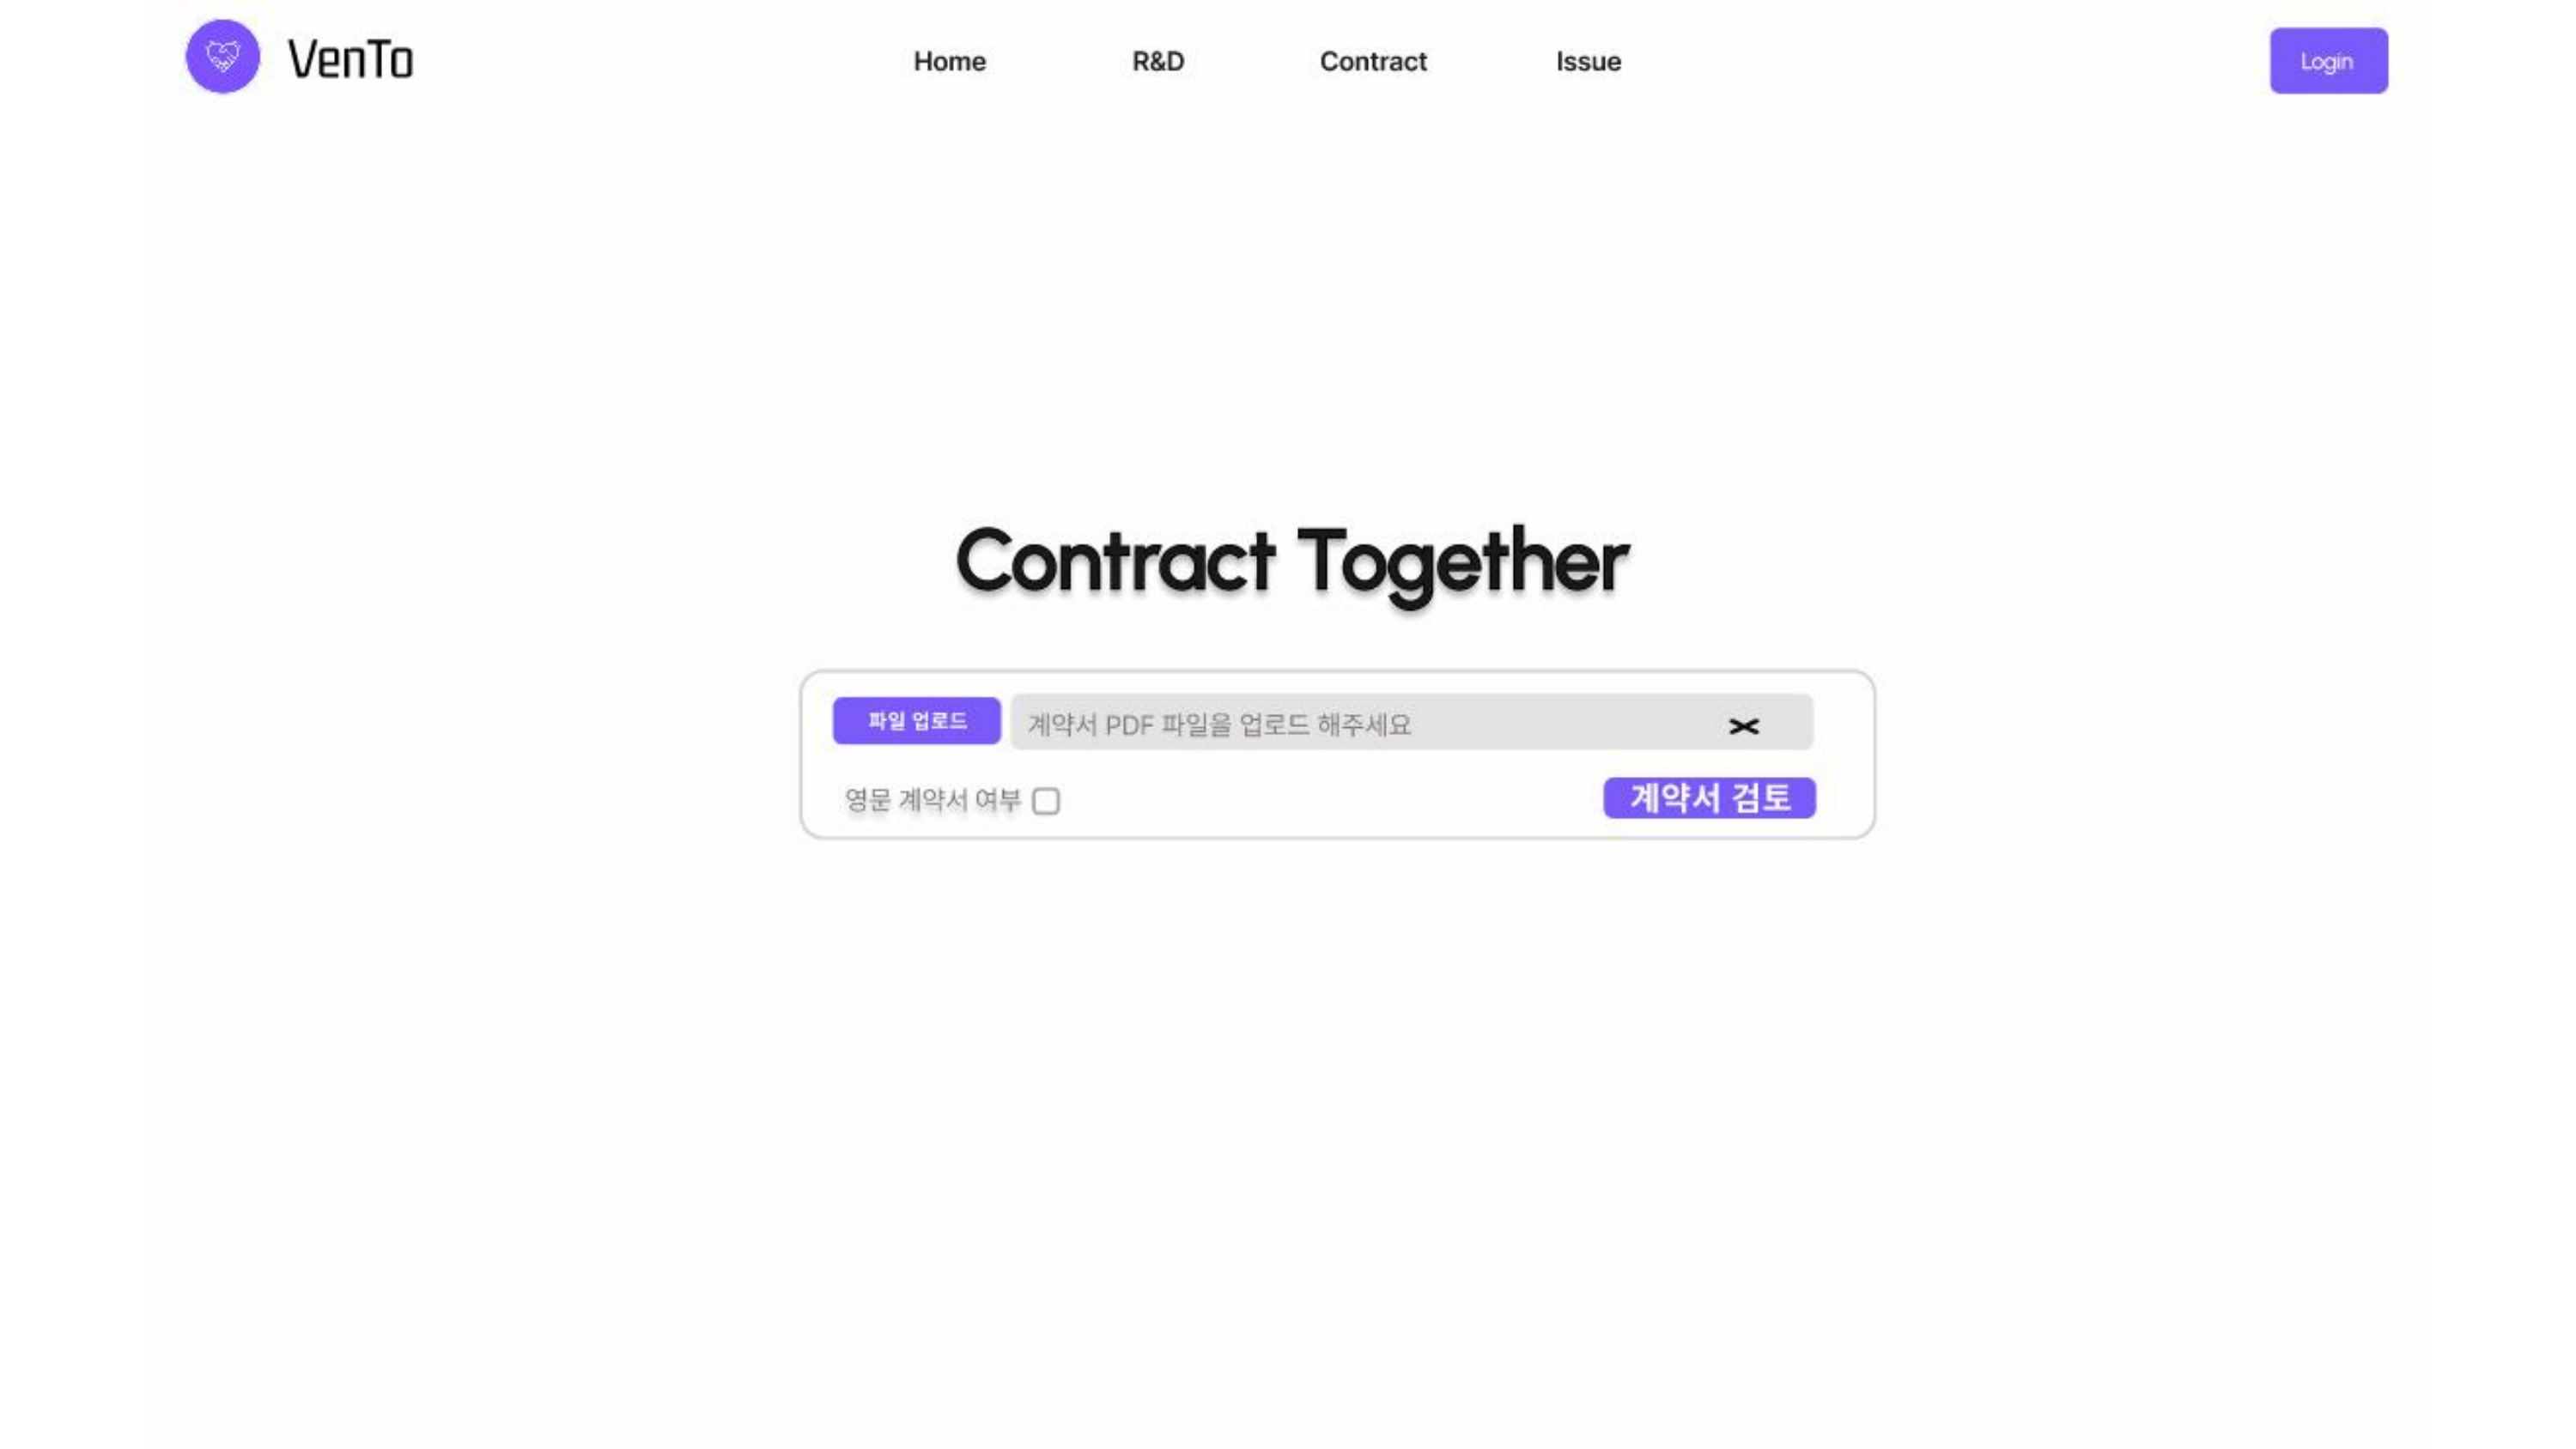 VenTo
Home R&D Contract Issue
Login
Contract Together
파일 업로드 계약서 PDF 파일을 업로드 해주세요
영문 계약서 여부 계약서 검토